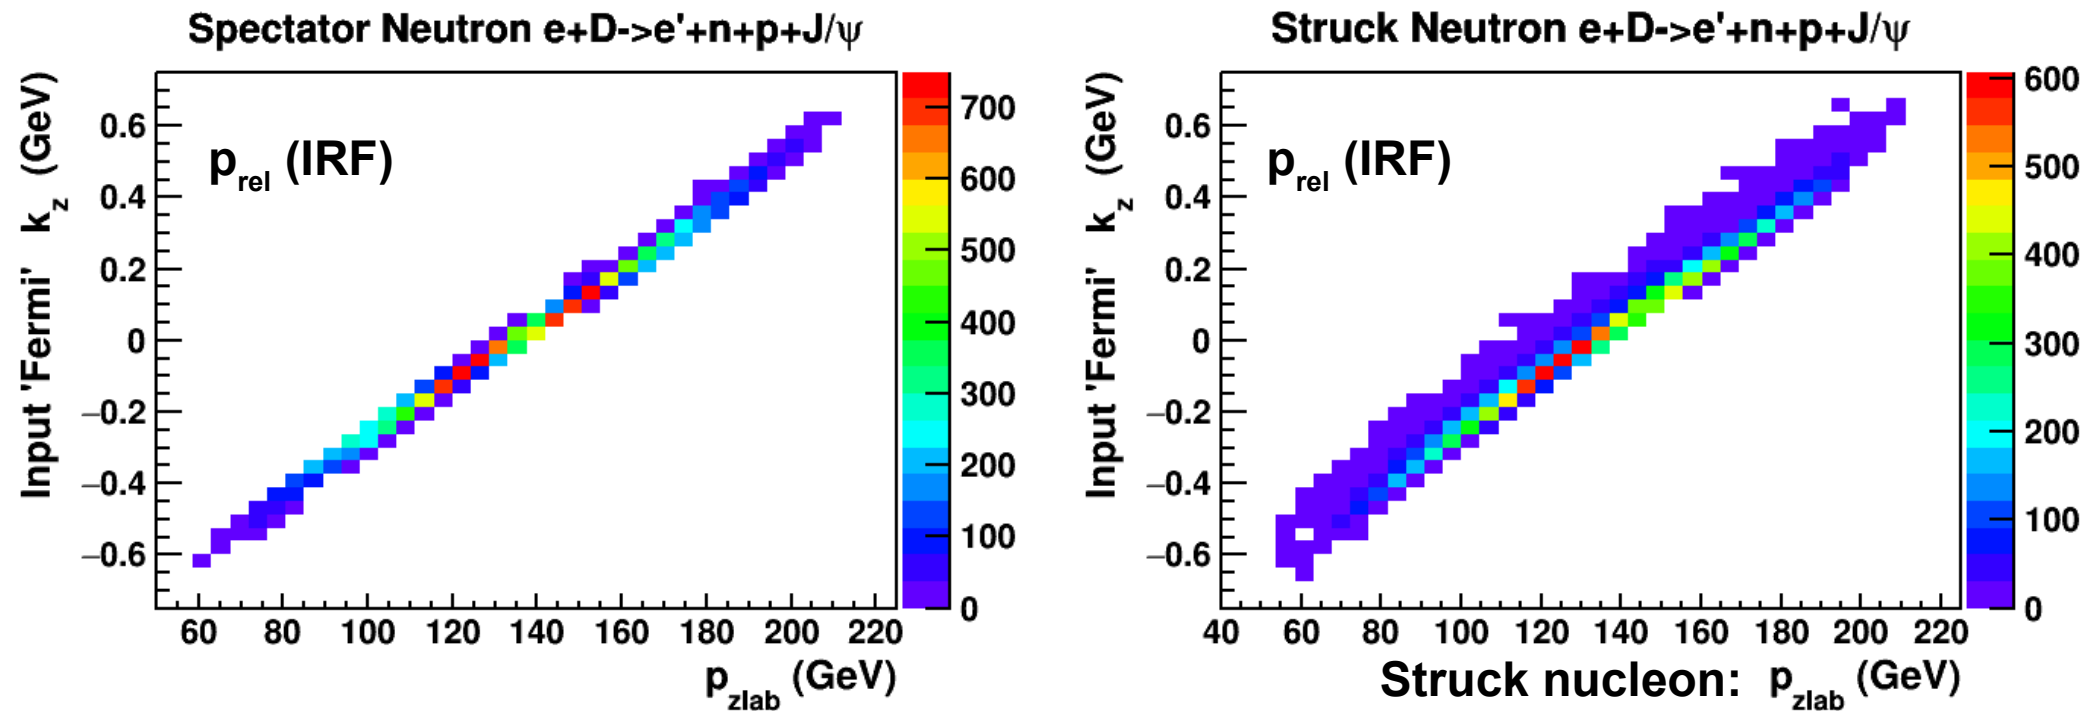 Spectator Neutron e+D->e'+n+p+J/ψ
Input 'Fermi' k_z (GeV)
p_rel (IRF)
0.6
0.4
0.2
0
−0.2
−0.4
−0.6
60 80 100 120 140 160 180 200 220
p_zlab (GeV)
700
600
500
400
300
200
100
0
Struck Neutron e+D->e'+n+p+J/ψ
Input 'Fermi' k_z (GeV)
p_rel (IRF)
0.6
0.4
0.2
0
−0.2
−0.4
−0.6
40 60 80 100 120 140 160 180 200 220
Struck nucleon: p_zlab (GeV)
600
500
400
300
200
100
0